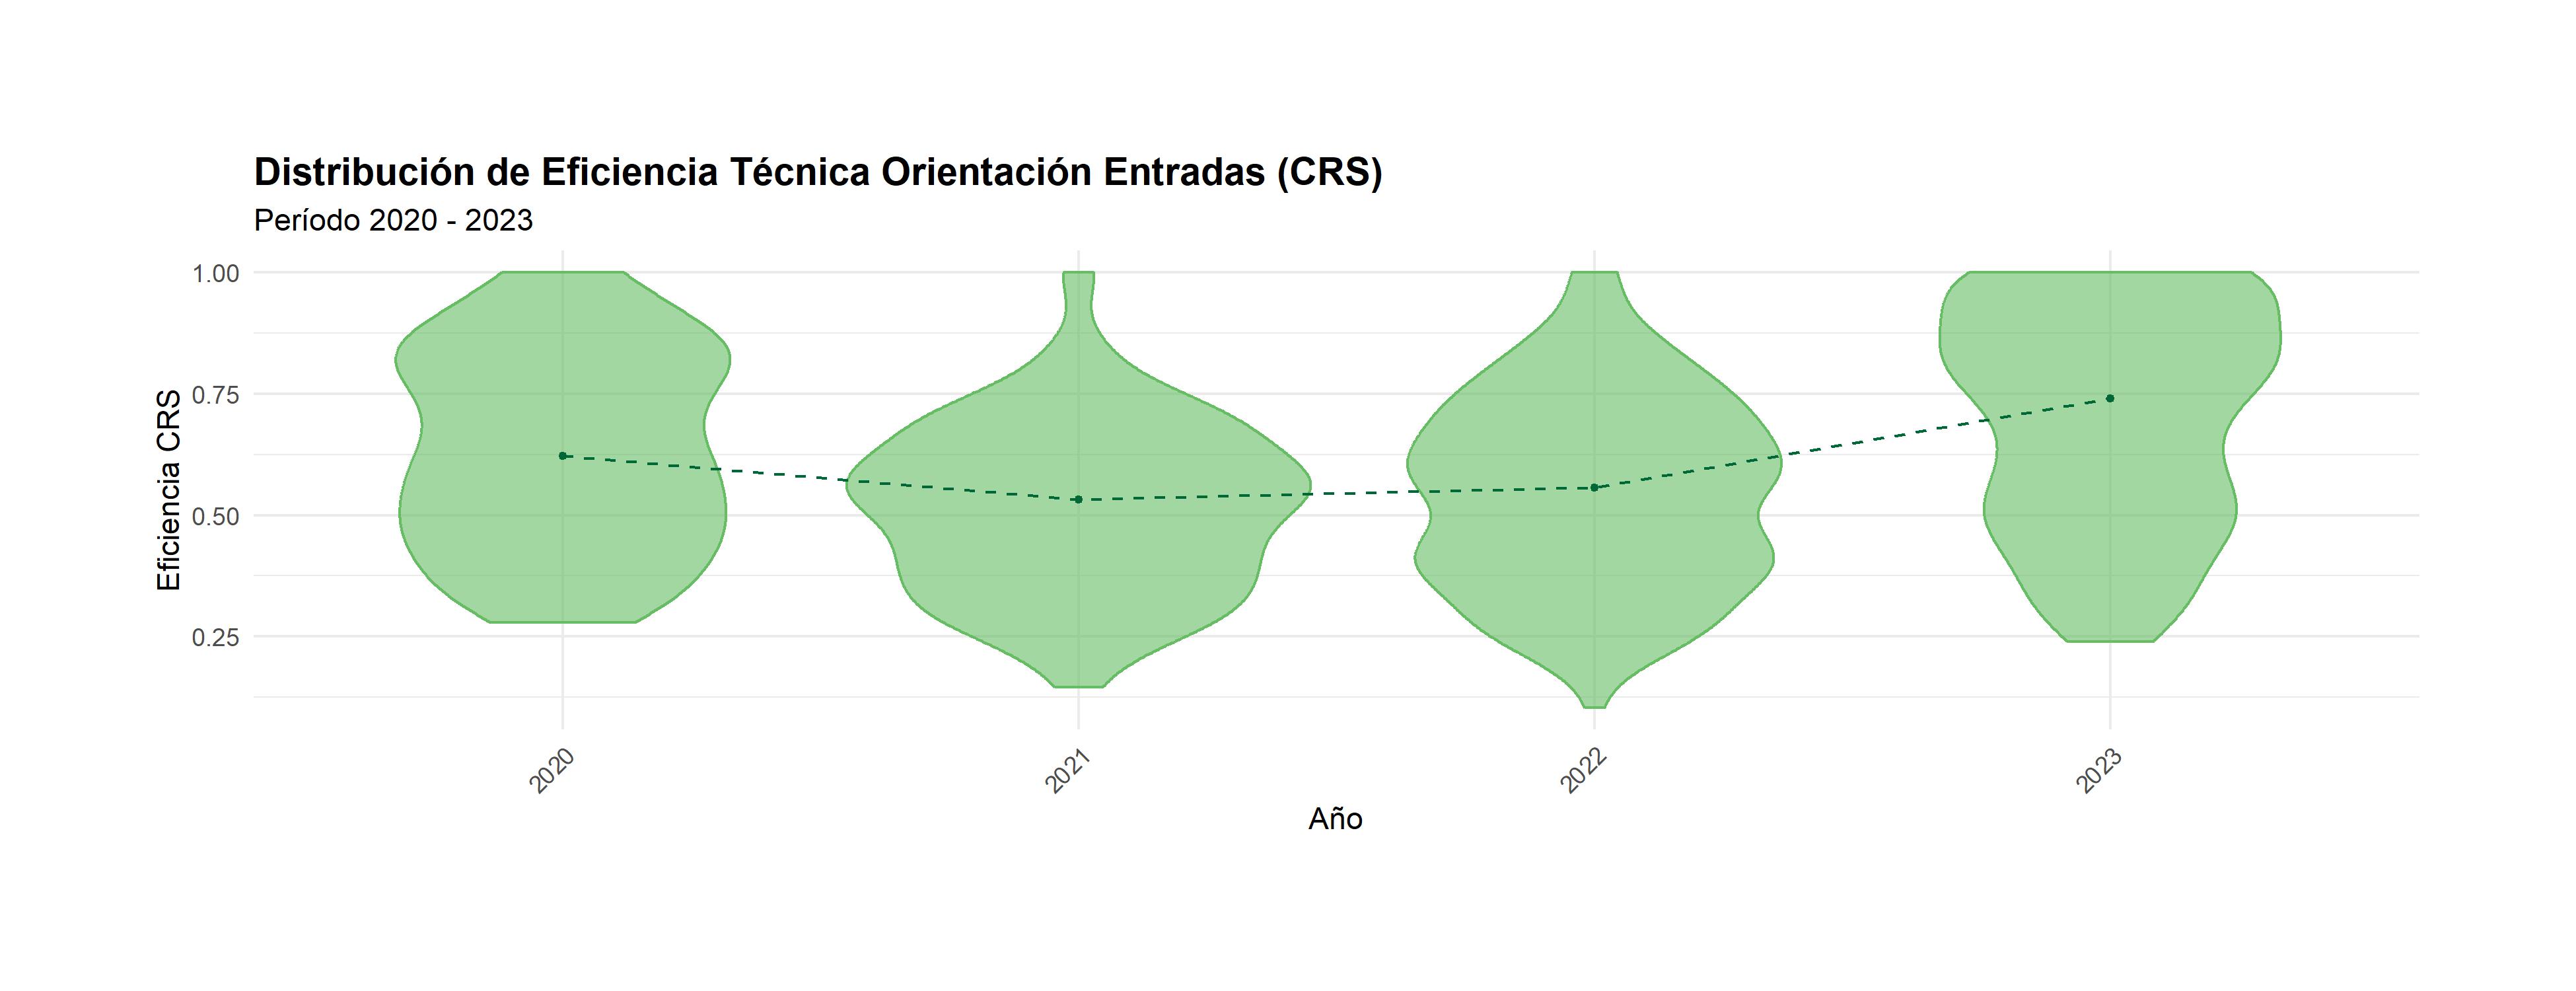 Distribución de Eficiencia Técnica Orientación Entradas (CRS)
Período 2020 - 2023
Eficiencia CRS
1.00
0.75
0.50
0.25
2020
2021
2022
2023
Año